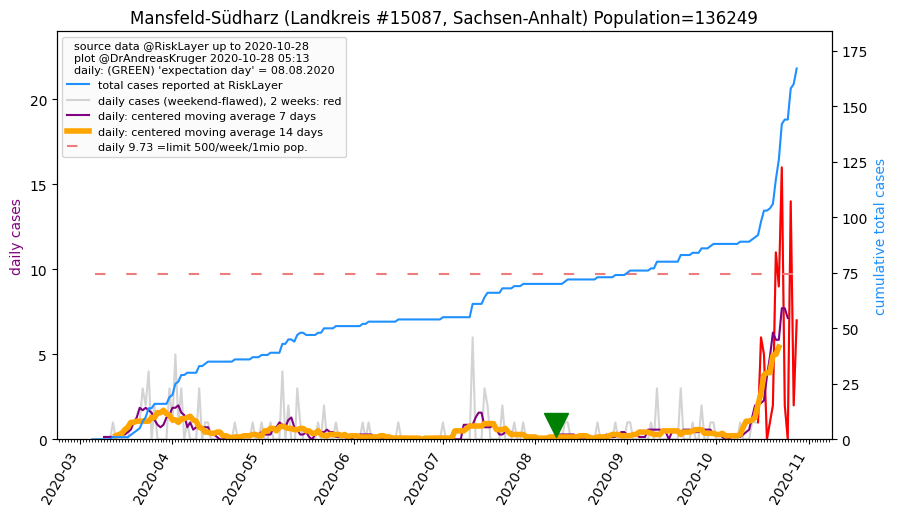 Mansfeld-Südharz (Landkreis #15087, Sachsen-Anhalt) Population=136249
source data @RiskLayer up to 2020-10-28
plot @DrAndreasKruger 2020-10-28 05:13
daily: (GREEN) 'expectation day' = 08.08.2020
total cases reported at RiskLayer
daily cases (weekend-flawed), 2 weeks: red
daily: centered moving average 7 days
daily: centered moving average 14 days
daily 9.73 =limit 500/week/1mio pop.
daily cases
20
15
10
5
0
175
150
125
100
75
50
25
0
cumulative total cases
2020-03
2020-04
2020-05
2020-06
2020-07
2020-08
2020-09
2020-10
2020-11